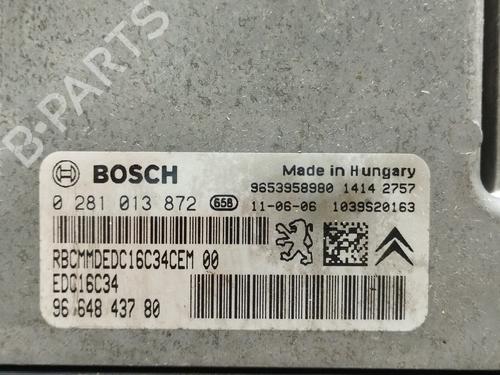 B-PARTS
BOSCH
Made in Hungary
9653958980 1414 2757
0 281 013 872 658 11-06-06 1039S20163
RBCMMDEDC16C34CEM 00
EDC16C34
96 648 437 80